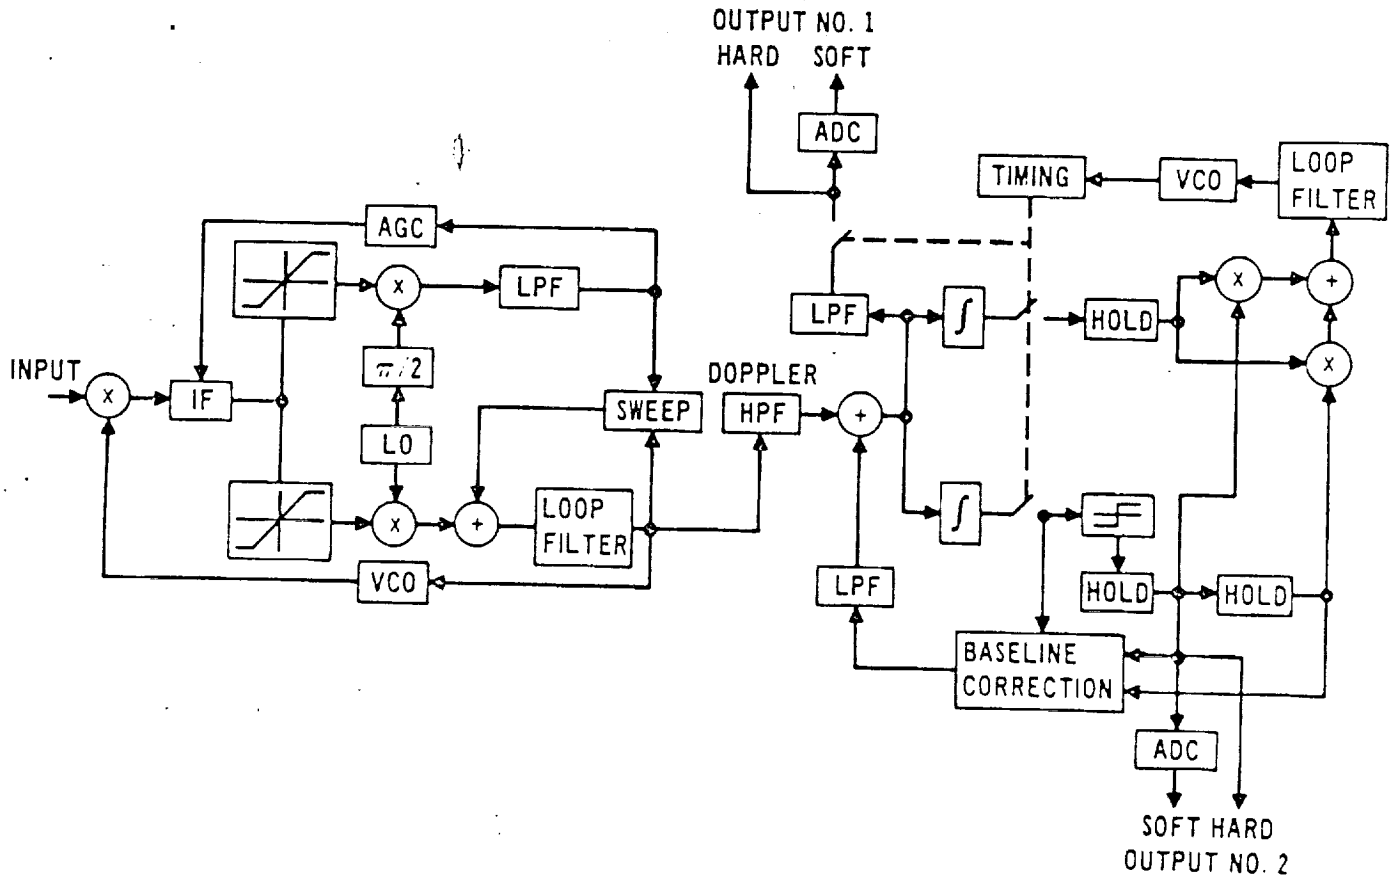 OUTPUT NO. 1
HARD SOFT
ADC
TIMING
VCO
LOOP
FILTER
AGC
X
LPF
LPF
∫
HOLD
X
+
X
π/2
INPUT
X
IF
SWEEP
DOPPLER
HPF
+
LO
X
+
LOOP
FILTER
∫
VCO
LPF
HOLD
HOLD
BASELINE
CORRECTION
ADC
SOFT HARD
OUTPUT NO. 2